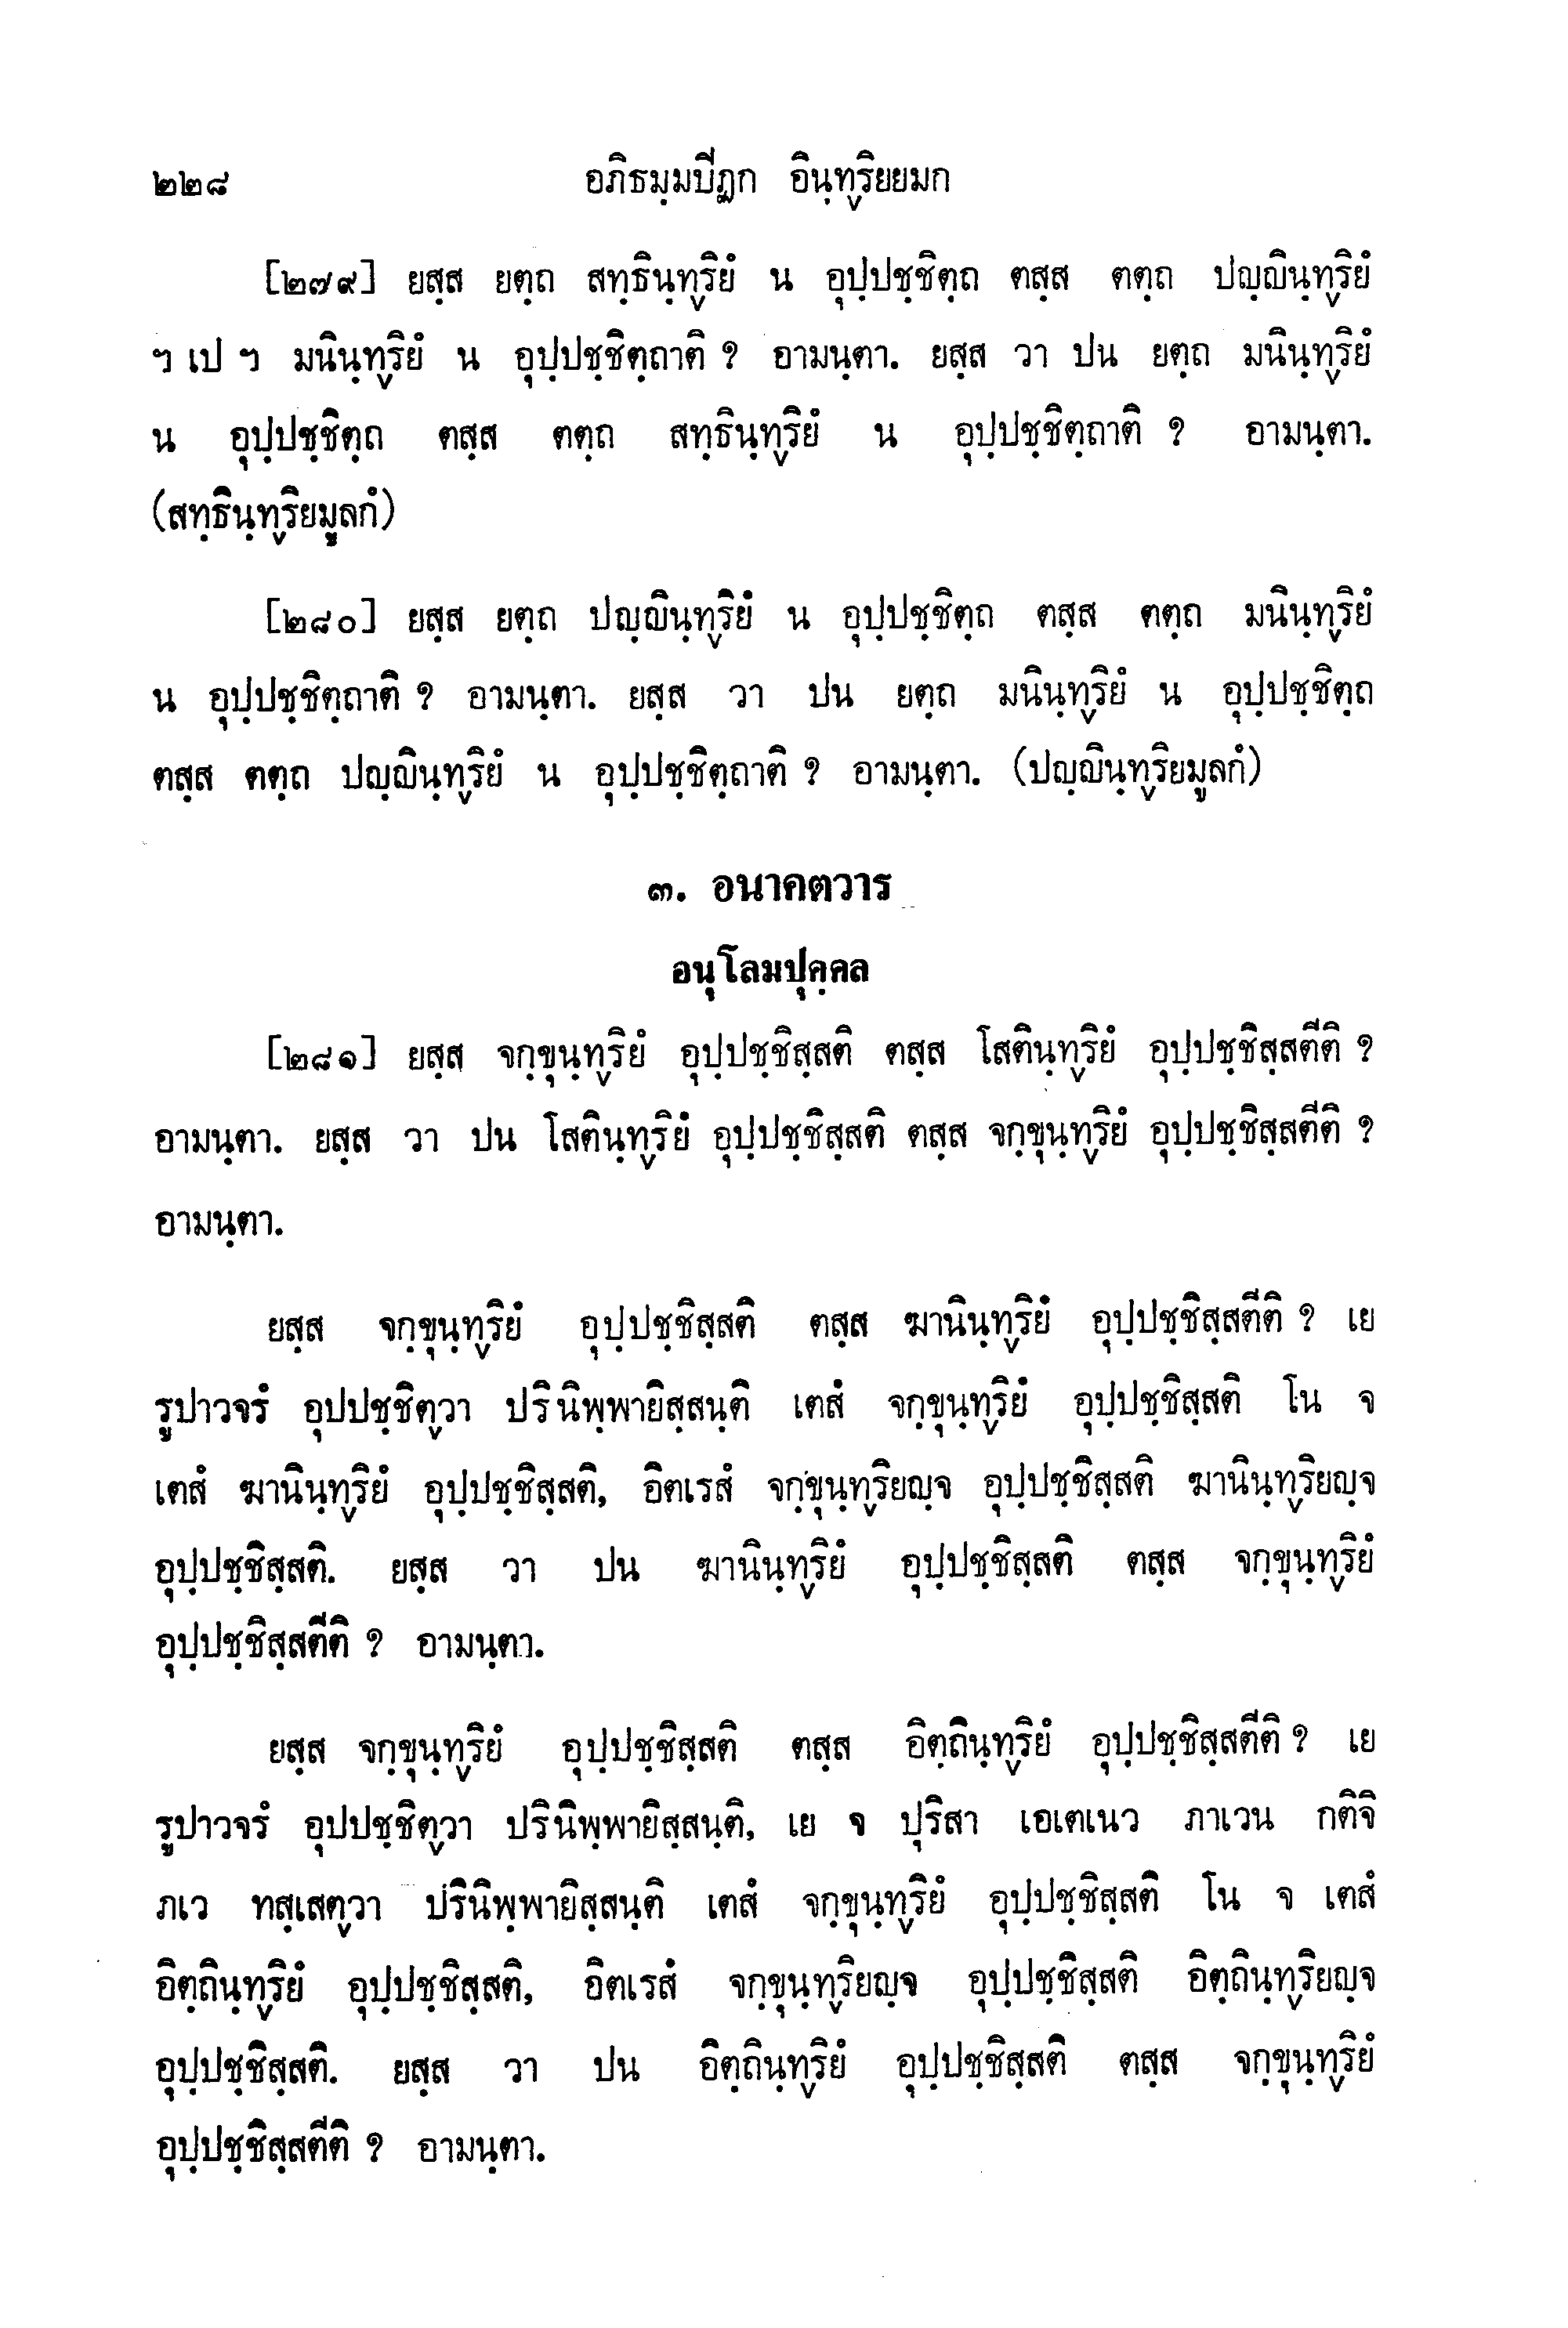 ๒๒๘ อภิธมฺมปีฏก อินฺทฺริยยมก
[๒๗๙] ยสฺส ยตฺถ สทฺธินฺทฺริยํ น อุปฺปชฺชิตฺถ ตสฺส ตตฺถ ปญฺญินฺทฺริยํ
ฯ เป ฯ มนินฺทฺริยํ น อุปฺปชฺชิตฺถาติ ? อามนฺตา. ยสฺส วา ปน ยตฺถ มนินฺทฺริยํ
น อุปฺปชฺชิตฺถ ตสฺส ตตฺถ สทฺธินฺทฺริยํ น อุปฺปชฺชิตฺถาติ ? อามนฺตา.
(สทฺธินฺทฺริยมูลกํ)
[๒๘๐] ยสฺส ยตฺถ ปญฺญินฺทฺริยํ น อุปฺปชฺชิตฺถ ตสฺส ตตฺถ มนินฺทฺริยํ
น อุปฺปชฺชิตฺถาติ ? อามนฺตา. ยสฺส วา ปน ยตฺถ มนินฺทฺริยํ น อุปฺปชฺชิตฺถ
ตสฺส ตตฺถ ปญฺญินฺทฺริยํ น อุปฺปชฺชิตฺถาติ ? อามนฺตา. (ปญฺญินฺทฺริยมูลกํ)
๓. อนาคตวาร
อนุโลมปุคฺคล
[๒๘๑] ยสฺส จกฺขุนฺทฺริยํ อุปฺปชฺชิสฺสติ ตสฺส โสตินฺทฺริยํ อุปฺปชฺชิสฺสตีติ ?
อามนฺตา. ยสฺส วา ปน โสตินฺทฺริยํ อุปฺปชฺชิสฺสติ ตสฺส จกฺขุนฺทฺริยํ อุปฺปชฺชิสฺสตีติ ?
อามนฺตา.
ยสฺส จกฺขุนฺทฺริยํ อุปฺปชฺชิสฺสติ ตสฺส ฆานินฺทฺริยํ อุปฺปชฺชิสฺสตีติ ? เย
รูปาวจรํ อุปปชฺชิตฺวา ปรินิพฺพายิสฺสนฺติ เตสํ จกฺขุนฺทฺริยํ อุปฺปชฺชิสฺสติ โน จ
เตสํ ฆานินฺทฺริยํ อุปฺปชฺชิสฺสติ, อิตเรสํ จกฺขุนฺทฺริยญฺจ อุปฺปชฺชิสฺสติ ฆานินฺทฺริยญฺจ
อุปฺปชฺชิสฺสติ. ยสฺส วา ปน ฆานินฺทฺริยํ อุปฺปชฺชิสฺสติ ตสฺส จกฺขุนฺทฺริยํ
อุปฺปชฺชิสฺสตีติ ? อามนฺตา.
ยสฺส จกฺขุนฺทฺริยํ อุปฺปชฺชิสฺสติ ตสฺส อิตฺถินฺทฺริยํ อุปฺปชฺชิสฺสตีติ ? เย
รูปาวจรํ อุปปชฺชิตฺวา ปรินิพฺพายิสฺสนฺติ, เย จ ปุริสา เอเตเนว ภาเวน กติจิ
ภเว ทสฺเสตฺวา ปรินิพฺพายิสฺสนฺติ เตสํ จกฺขุนฺทฺริยํ อุปฺปชฺชิสฺสติ โน จ เตสํ
อิตฺถินฺทฺริยํ อุปฺปชฺชิสฺสติ, อิตเรสํ จกฺขุนฺทฺริยญฺจ อุปฺปชฺชิสฺสติ อิตฺถินฺทฺริยญฺจ
อุปฺปชฺชิสฺสติ. ยสฺส วา ปน อิตฺถินฺทฺริยํ อุปฺปชฺชิสฺสติ ตสฺส จกฺขุนฺทฺริยํ
อุปฺปชฺชิสฺสตีติ ? อามนฺตา.